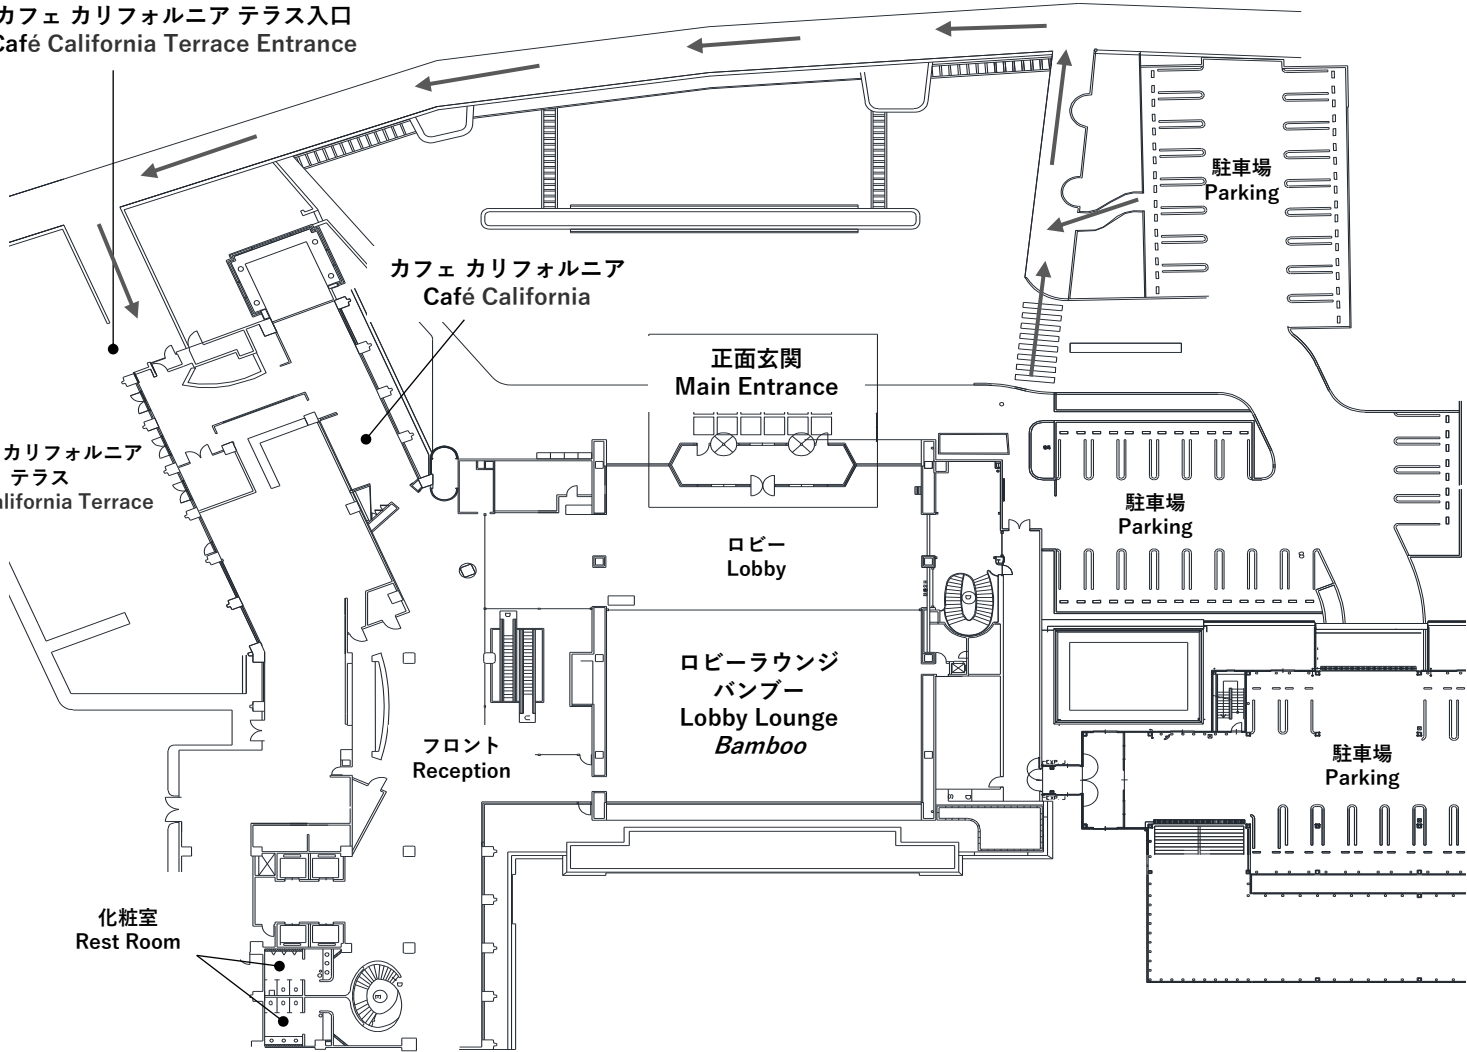 カフェ カリフォルニア テラス入口
Café California Terrace Entrance
駐車場
Parking
カフェ カリフォルニア
Café California
正面玄関
Main Entrance
カリフォルニア
テラス
alifornia Terrace
駐車場
Parking
ロビー
Lobby
ロビーラウンジ
バンブー
Lobby Lounge
Bamboo
フロント
Reception
駐車場
Parking
化粧室
Rest Room